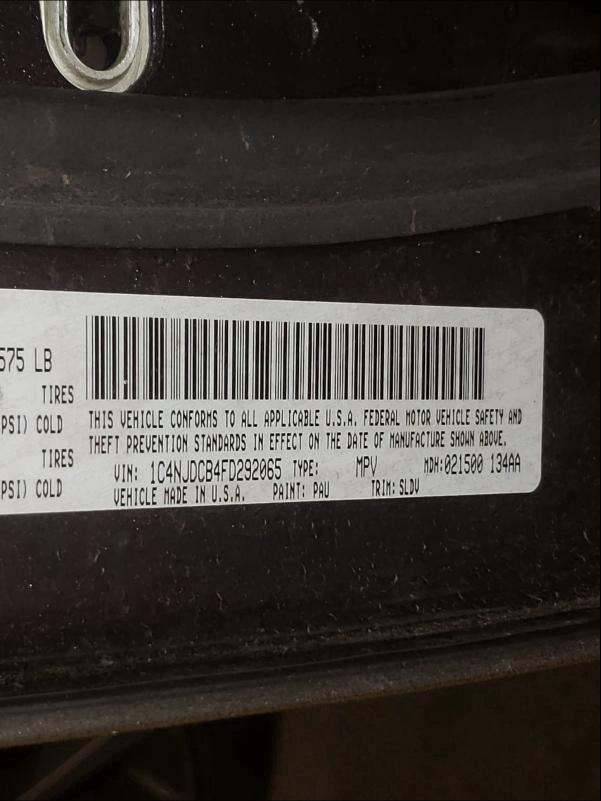 575 LB
TIRES
PSI) COLD
TIRES
PSI) COLD
THIS VEHICLE CONFORMS TO ALL APPLICABLE U.S.A. FEDERAL MOTOR VEHICLE SAFETY AND
THEFT PREVENTION STANDARDS IN EFFECT ON THE DATE OF MANUFACTURE SHOWN ABOVE.
VIN: 1C4NJDCB4FD292065 TYPE: MPV MDH:021500 134AA
VEHICLE MADE IN U.S.A. PAINT: PAU TRIM: SLDV